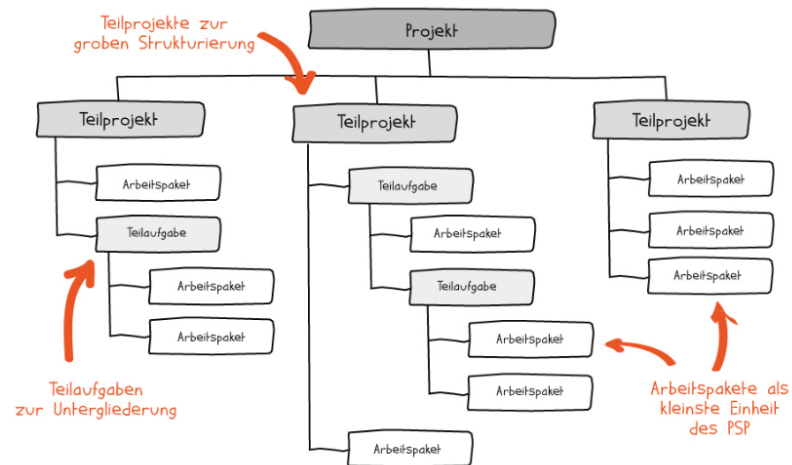 Teilprojekte zur
groben Strukturierung
Projekt
Teilprojekt
Teilprojekt
Teilprojekt
Arbeitspaket
Teilaufgabe
Arbeitspaket
Arbeitspaket
Teilaufgaben
zur Untergliederung
Teilaufgabe
Arbeitspaket
Teilaufgabe
Arbeitspaket
Arbeitspaket
Arbeitspaket
Arbeitspaket
Arbeitspaket
Arbeitspaket
Arbeitspakete als
kleinste Einheit
des PSP